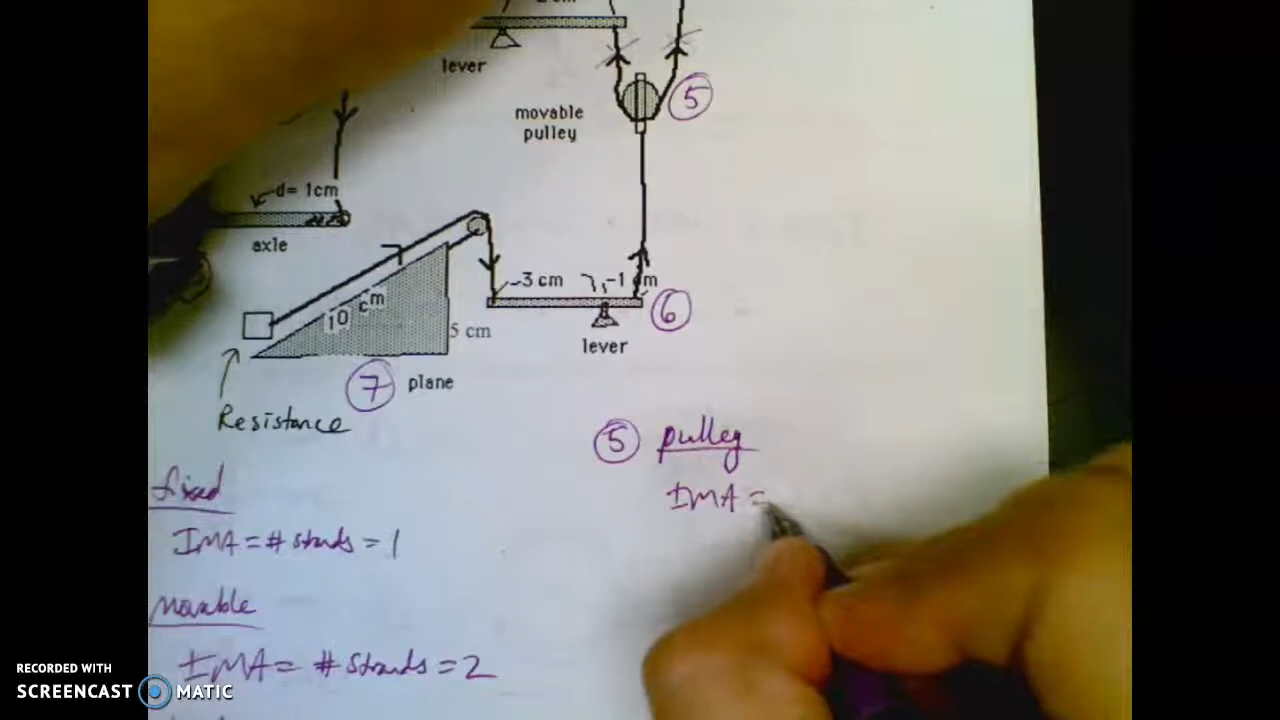 lever
movable
pulley
5
d= 1cm
axle
3 cm
1 cm
6
10 cm
5 cm
lever
7 plane
Resistance
5 pulley
IMA =
fixed
IMA = # strands = 1
Movable
IMA = # strands = 2
RECORDED WITH
SCREENCAST MATIC